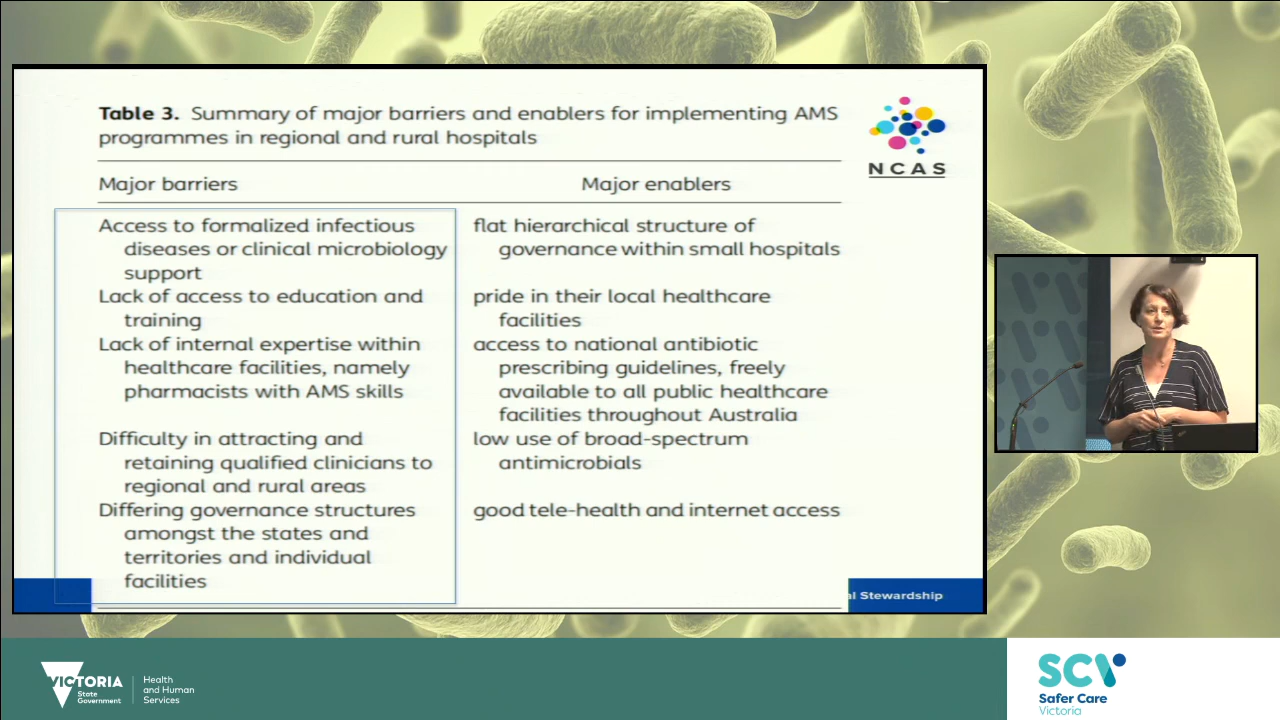 Table 3. Summary of major barriers and enablers for implementing AMS
programmes in regional and rural hospitals
NCAS
Major barriers
Major enablers
Access to formalized infectious
diseases or clinical microbiology
support
Lack of access to education and
training
Lack of internal expertise within
healthcare facilities, namely
pharmacists with AMS skills
Difficulty in attracting and
retaining qualified clinicians to
regional and rural areas
Differing governance structures
amongst the states and
territories and individual
facilities
flat hierarchical structure of
governance within small hospitals
pride in their local healthcare
facilities
access to national antibiotic
prescribing guidelines, freely
available to all public healthcare
facilities throughout Australia
low use of broad-spectrum
antimicrobials
good tele-health and internet access
al Stewardship
VICTORIA
State
Government
Health
and Human
Services
SCV
Safer Care
Victoria